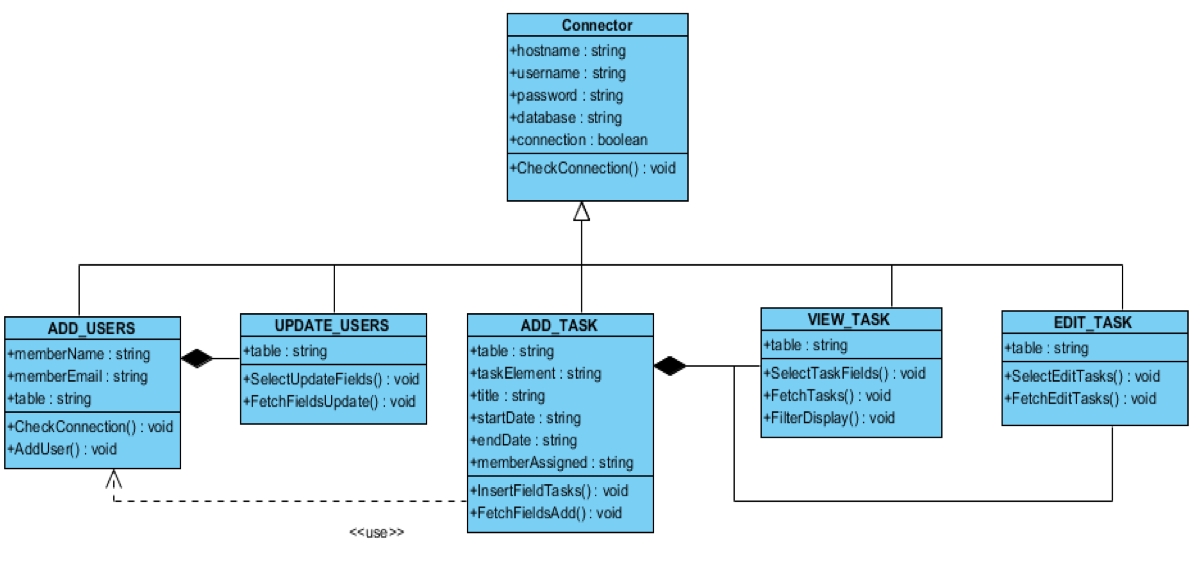 Connector
+hostname : string
+username : string
+password : string
+database : string
+connection : boolean
+CheckConnection() : void
ADD_USERS
+memberName : string
+memberEmail : string
+table : string
+CheckConnection() : void
+AddUser() : void
UPDATE_USERS
+table : string
+SelectUpdateFields() : void
+FetchFieldsUpdate() : void
ADD_TASK
+table : string
+taskElement : string
+title : string
+startDate : string
+endDate : string
+memberAssigned : string
+InsertFieldTasks() : void
+FetchFieldsAdd() : void
VIEW_TASK
+table : string
+SelectTaskFields() : void
+FetchTasks() : void
+FilterDisplay() : void
EDIT_TASK
+table : string
+SelectEditTasks() : void
+FetchEditTasks() : void
<<use>>